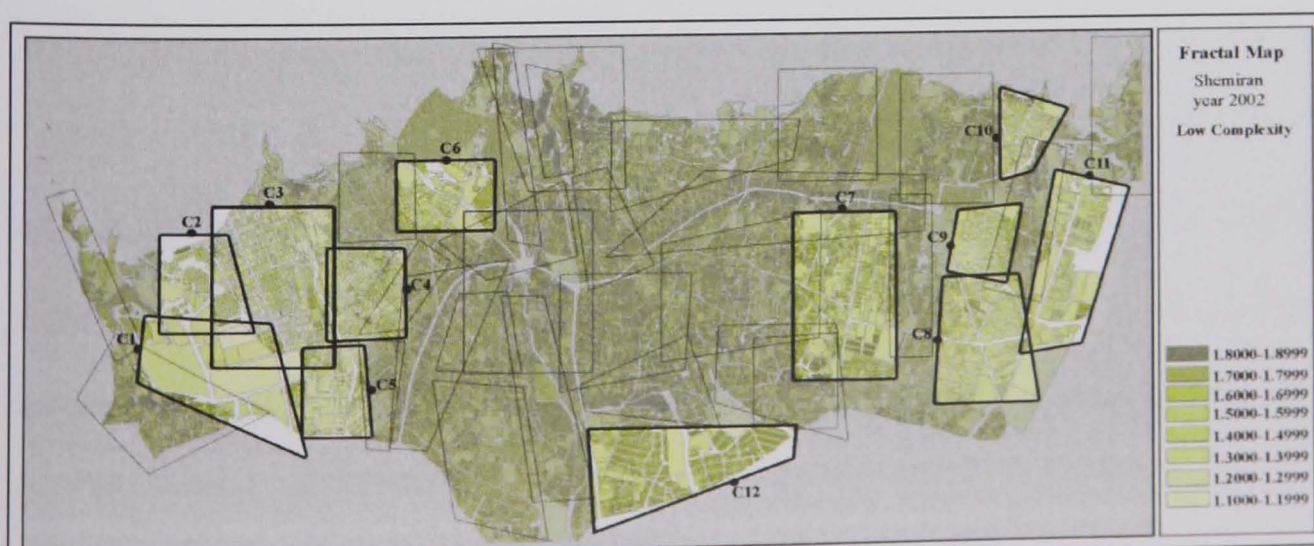 Fractal Map
Shemiran
year 2002
Low Complexity
C10
C6
C11
C3
C7
C2
C9
C4
C8
C1
C5
C12
1.8000-1.8999
1.7000-1.7999
1.6000-1.6999
1.5000-1.5999
1.4000-1.4999
1.3000-1.3999
1.2000-1.2999
1.1000-1.1999